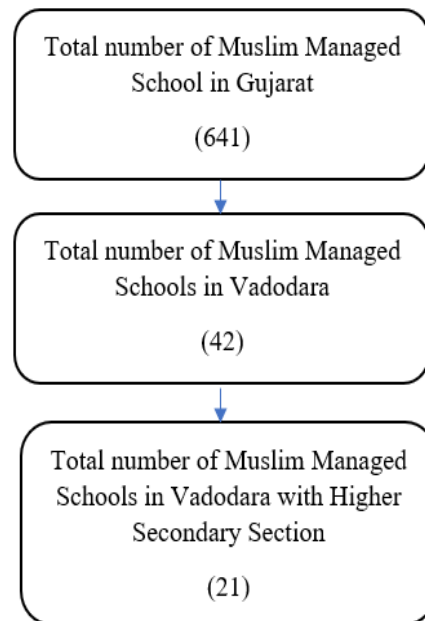 Total number of Muslim Managed
School in Gujarat
(641)
Total number of Muslim Managed
Schools in Vadodara
(42)
Total number of Muslim Managed
Schools in Vadodara with Higher
Secondary Section
(21)